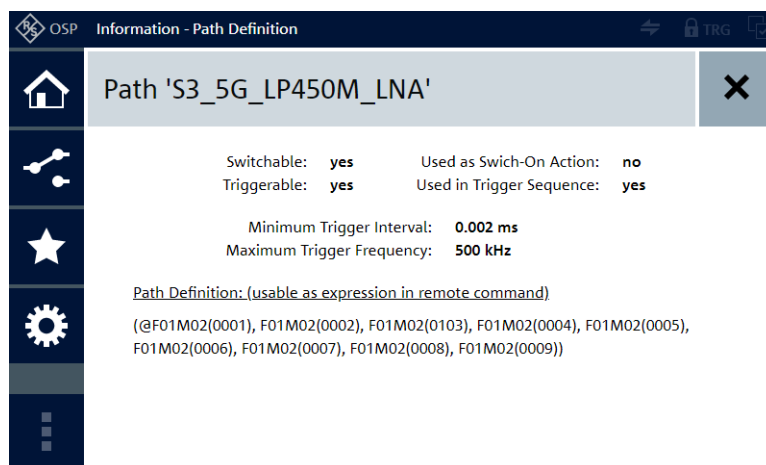 R&S OSP Information - Path Definition TRG
Path 'S3_5G_LP450M_LNA'
Switchable: yes Used as Swich-On Action: no
Triggerable: yes Used in Trigger Sequence: yes
Minimum Trigger Interval: 0.002 ms
Maximum Trigger Frequency: 500 kHz
Path Definition: (usable as expression in remote command)
(@F01M02(0001), F01M02(0002), F01M02(0103), F01M02(0004), F01M02(0005),
F01M02(0006), F01M02(0007), F01M02(0008), F01M02(0009))